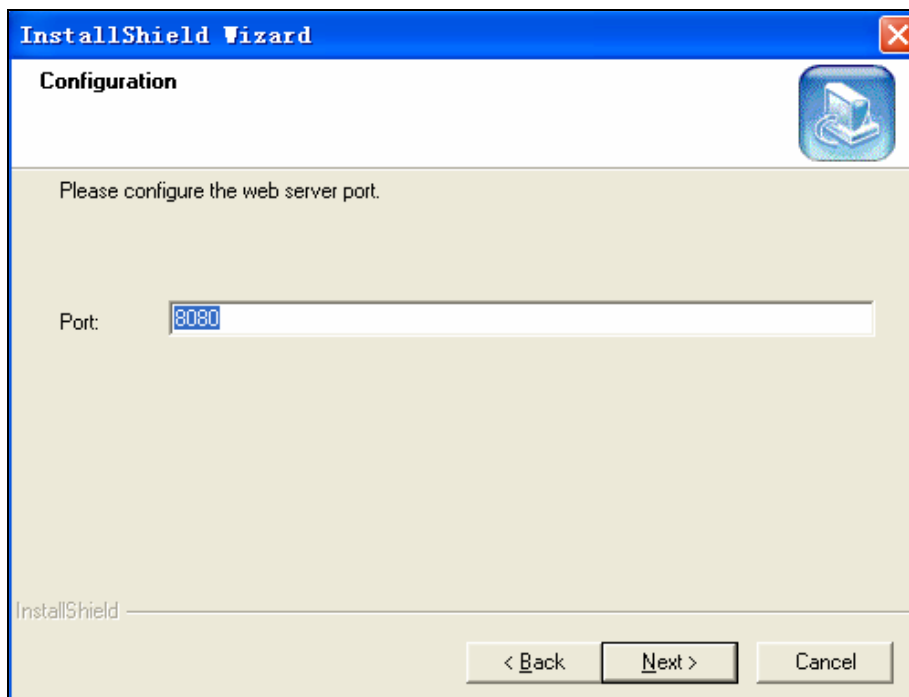 InstallShield Wizard
Configuration
Please configure the web server port.
Port: 8080
InstallShield
< Back Next > Cancel